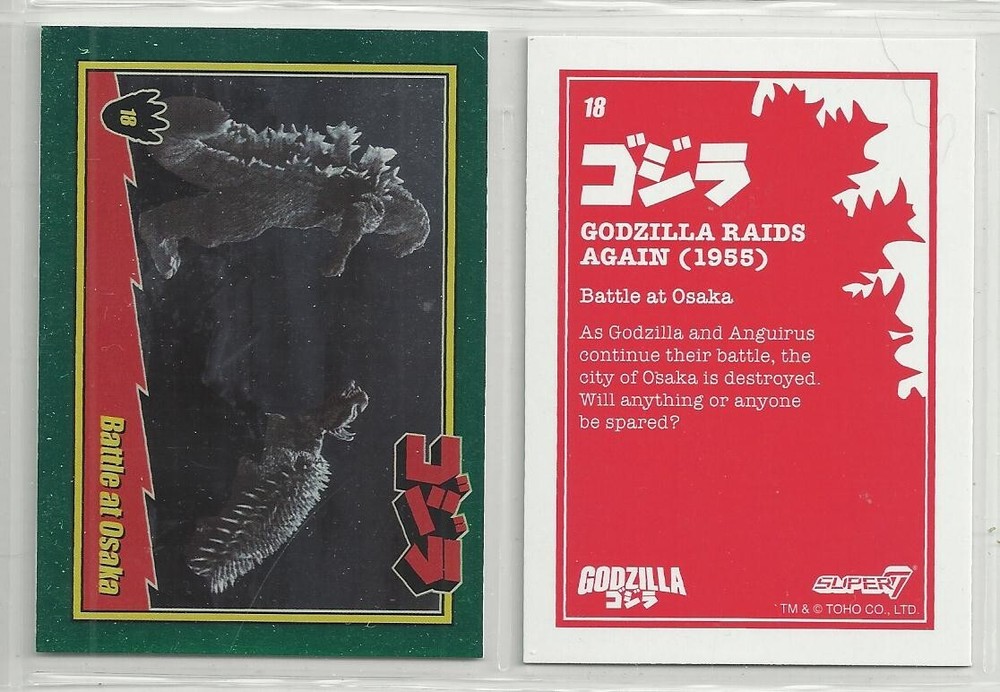 18
ゴジラ
Battle at Osaka
18
ゴジラ
GODZILLA RAIDS
AGAIN (1955)
Battle at Osaka
As Godzilla and Anguirus
continue their battle, the
city of Osaka is destroyed.
Will anything or anyone
be spared?
GODZILLA
ゴジラ
SUPER7
TM & © TOHO CO., LTD.